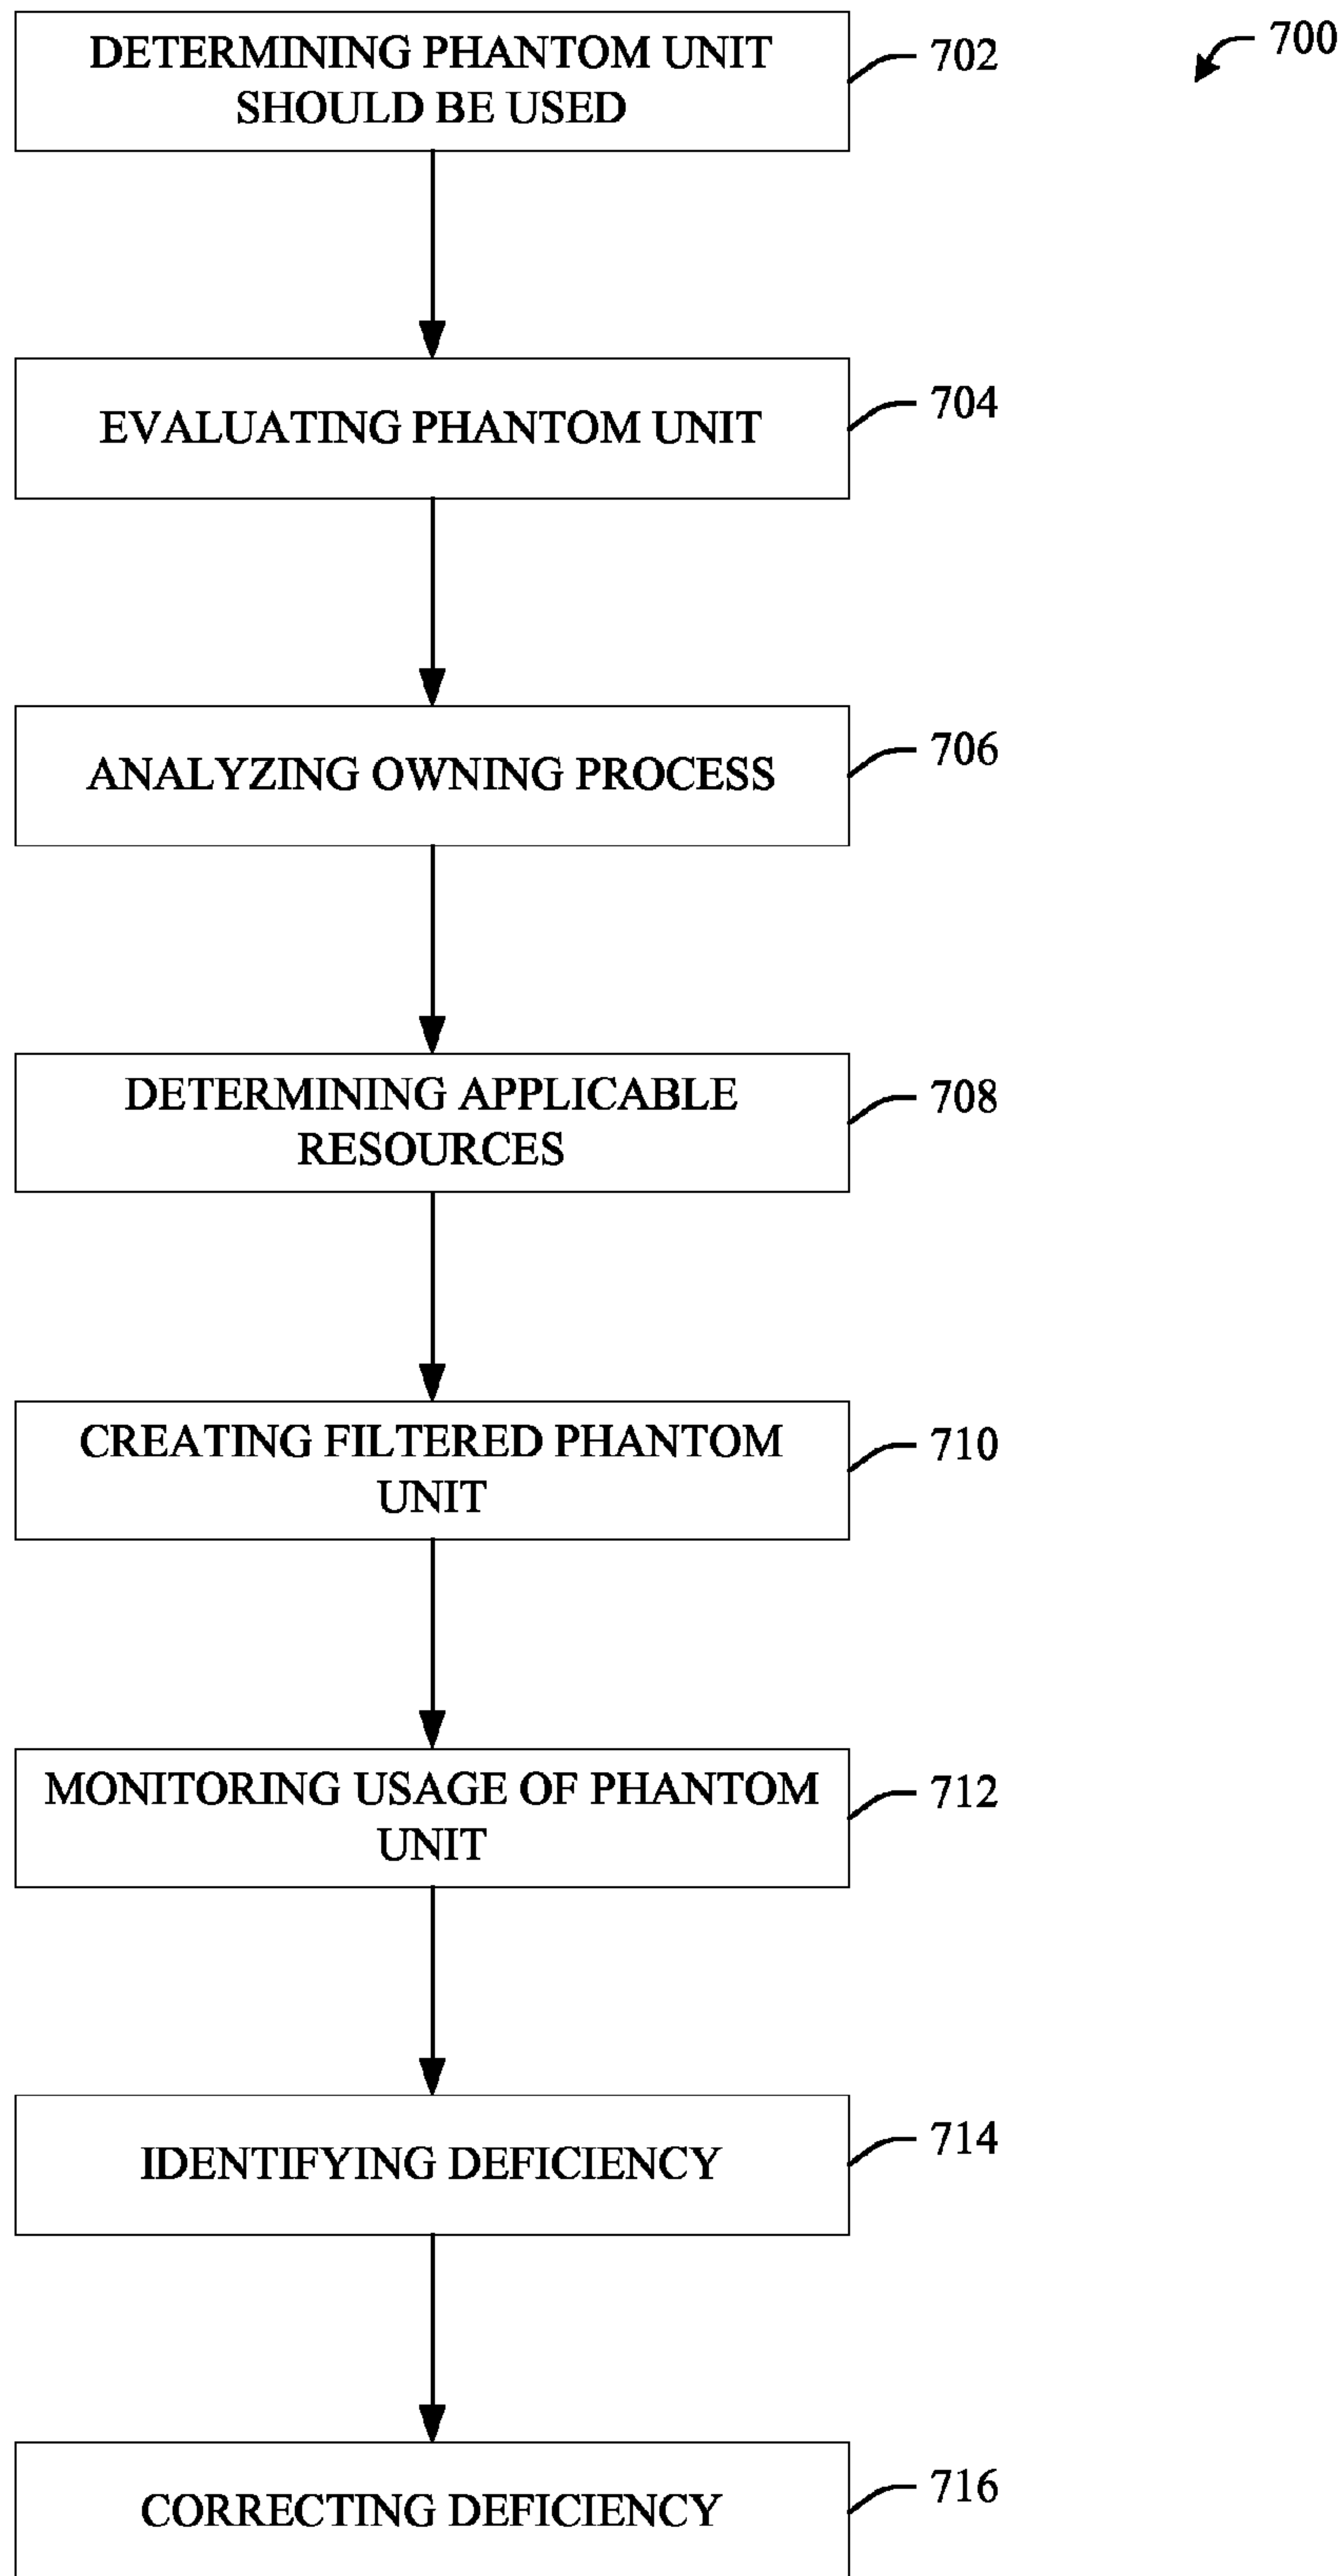 700
DETERMINING PHANTOM UNIT
SHOULD BE USED
702
EVALUATING PHANTOM UNIT
704
ANALYZING OWNING PROCESS
706
DETERMINING APPLICABLE
RESOURCES
708
CREATING FILTERED PHANTOM
UNIT
710
MONITORING USAGE OF PHANTOM
UNIT
712
IDENTIFYING DEFICIENCY
714
CORRECTING DEFICIENCY
716